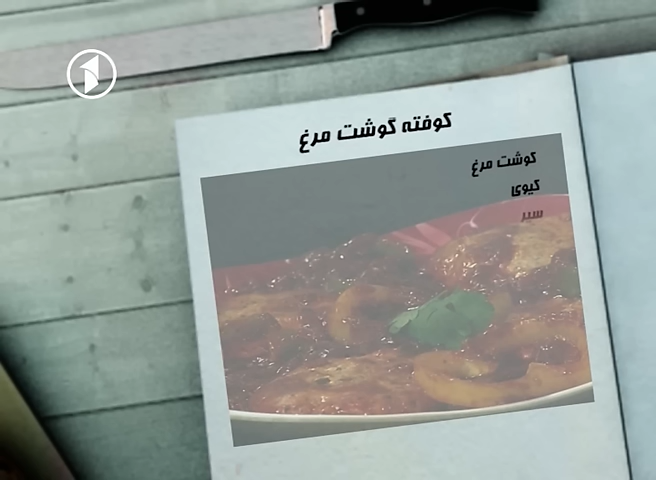 کوفته گوشت مرغ
گوشت مرغ
کیوی
سیر